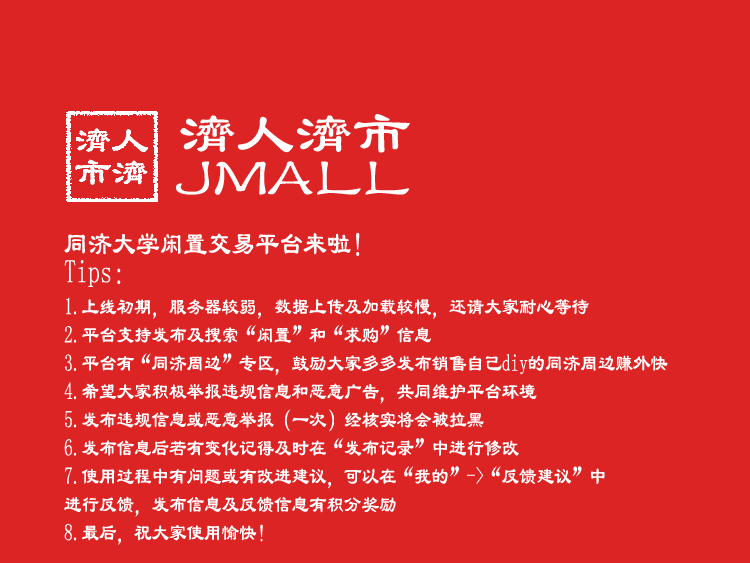 濟人
市濟
濟人濟市
JMALL
同济大学闲置交易平台来啦!
Tips:
1.上线初期，服务器较弱，数据上传及加载较慢，还请大家耐心等待
2.平台支持发布及搜索“闲置”和“求购”信息
3.平台有“同济周边”专区，鼓励大家多多发布销售自己diy的同济周边赚外快
4.希望大家积极举报违规信息和恶意广告，共同维护平台环境
5.发布违规信息或恶意举报（一次）经核实将会被拉黑
6.发布信息后若有变化记得及时在“发布记录”中进行修改
7.使用过程中有问题或有改进建议，可以在“我的”->“反馈建议”中
进行反馈，发布信息及反馈信息有积分奖励
8.最后，祝大家使用愉快!